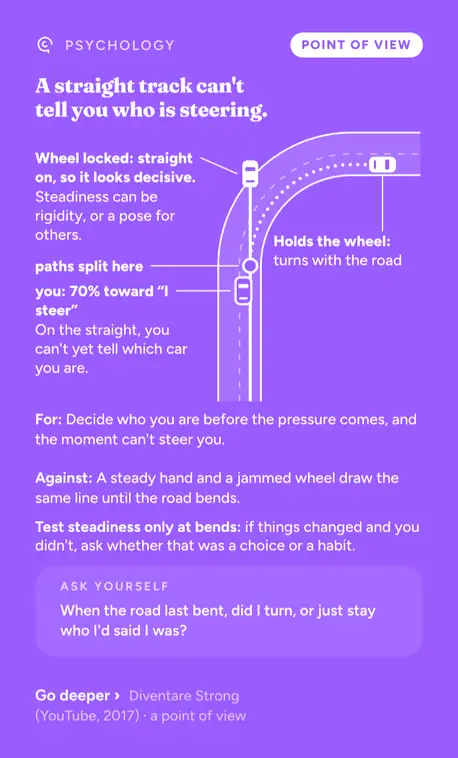 PSYCHOLOGY
POINT OF VIEW
A straight track can't
tell you who is steering.
Wheel locked: straight
on, so it looks decisive.
Steadiness can be
rigidity, or a pose for
others.
Holds the wheel:
turns with the road
paths split here
you: 70% toward “I
steer”
On the straight, you
can't yet tell which car
you are.
For: Decide who you are before the pressure comes, and
the moment can't steer you.
Against: A steady hand and a jammed wheel draw the
same line until the road bends.
Test steadiness only at bends: if things changed and you
didn't, ask whether that was a choice or a habit.
ASK YOURSELF
When the road last bent, did I turn, or just stay
who I'd said I was?
Go deeper › Diventare Strong
(YouTube, 2017) · a point of view